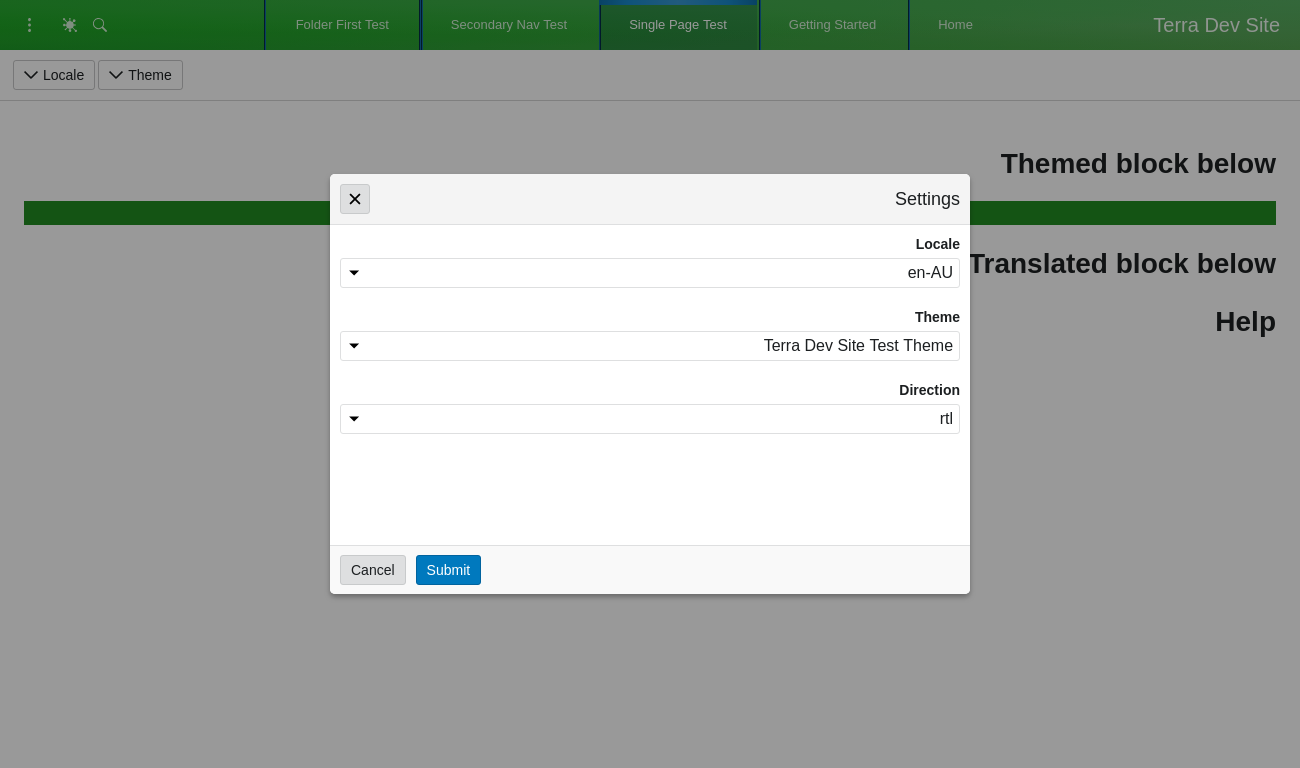 Folder First Test
Secondary Nav Test
Single Page Test
Getting Started
Home
Terra Dev Site
Locale
Theme
Themed block below
Translated block below
Help
Settings
Locale
en-AU
Theme
Terra Dev Site Test Theme
Direction
rtl
Cancel
Submit